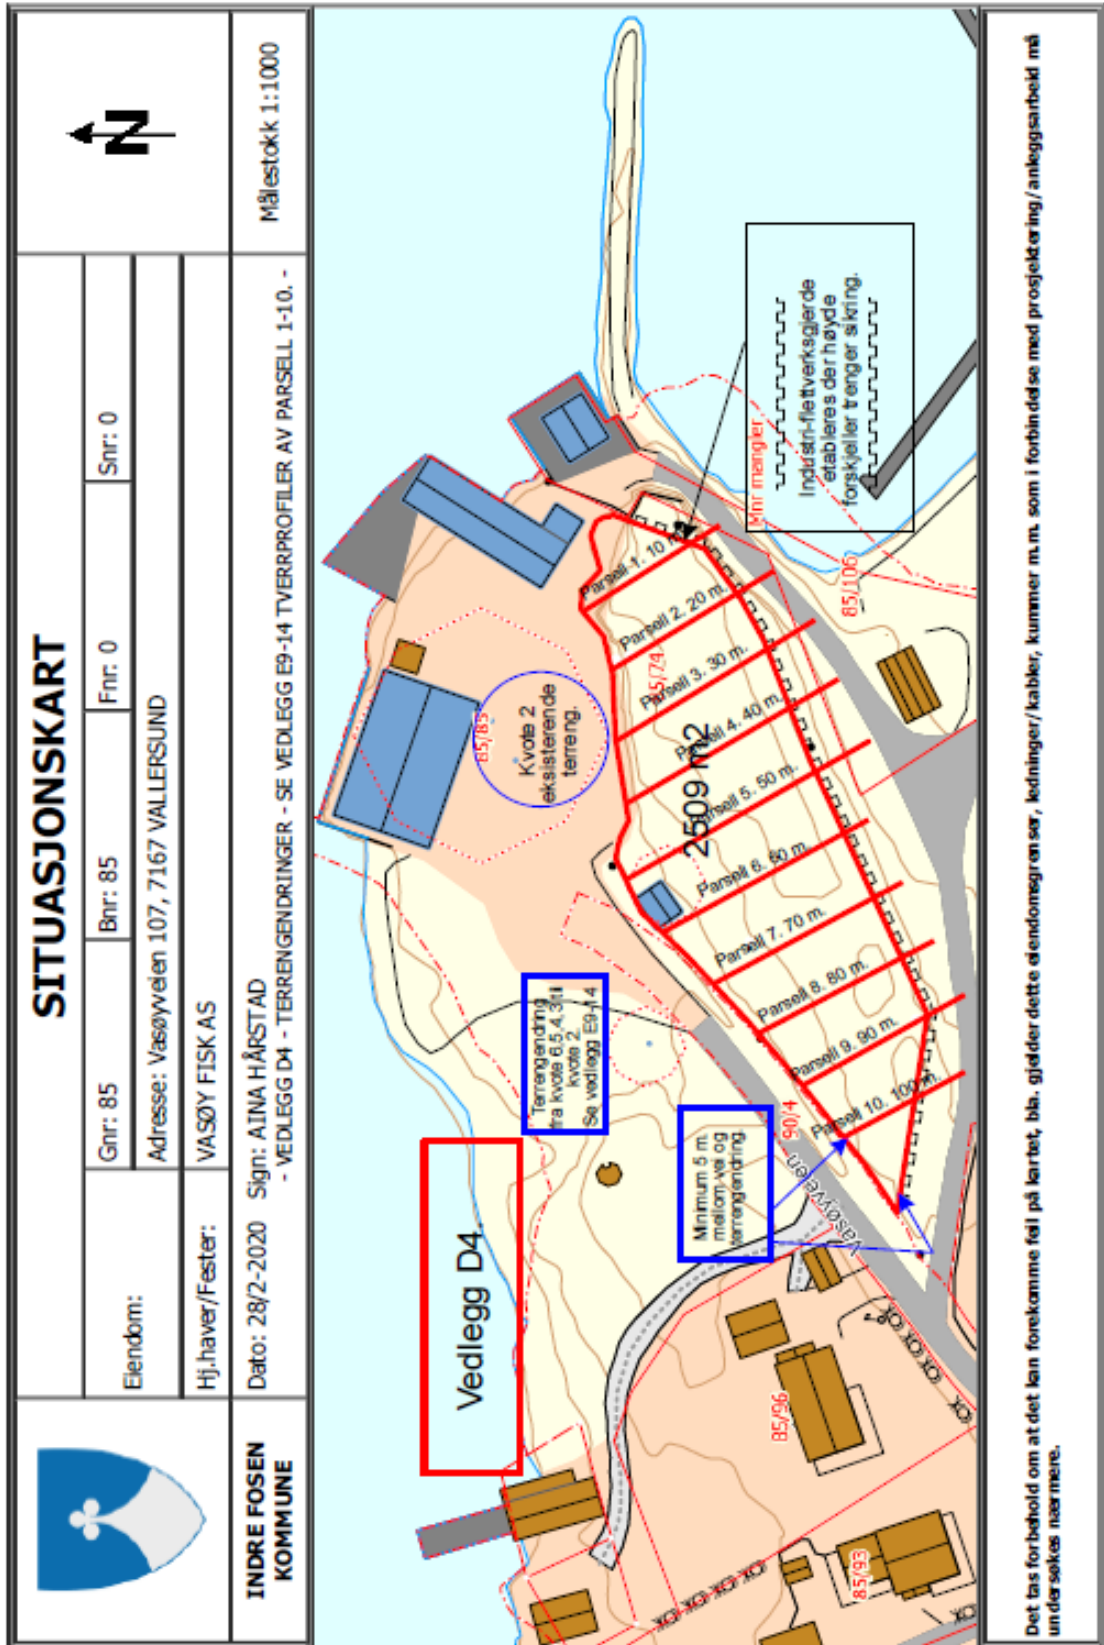 SITUASJONSKART
N
Eiendom:
Gnr: 85
Bnr: 85
Fnr: 0
Snr: 0
Adresse: Vasøyveien 107, 7167 VALLERSUND
Hj.haver/Fester:
VASØY FISK AS
INDRE FOSEN
KOMMUNE
Dato: 28/2-2020
Sign: AINA HÅRSTAD
- VEDLEGG D4 - TERRENGENDRINGER - SE VEDLEGG E9-14 TVERRPROFILER AV PARSELL 1-10. -
Målestokk 1:1000
Vedlegg D4
Terrengendring
fra kvote 6,5,4,3 til
kvote 2.
Se vedlegg E9-14
85/85
Kvote 2
eksisterende
terreng.
Minimum 5 m.
mellom vei og
terrengendring.
90/4
Vasøyveien
Parsell 1. 10 m.
Parsell 2. 20 m.
Parsell 3. 30 m.
Parsell 4. 40 m.
Parsell 5. 50 m.
Parsell 6. 60 m.
Parsell 7. 70 m.
Parsell 8. 80 m.
Parsell 9. 90 m.
Parsell 10. 100 m.
2509 m2
85/74
Mnr mangler
Industri-flettverksgjerde
etableres der høyde
forskjeller trenger sikring.
85/106
85/96
85/93
Det tas forbehold om at det kan forekomme feil på kartet, bla. gjelder dette eiendomsgrenser, ledninger/kabler, kummer m.m. som i forbindelse med prosjektering/anleggsarbeid må
undersøkes nærmere.